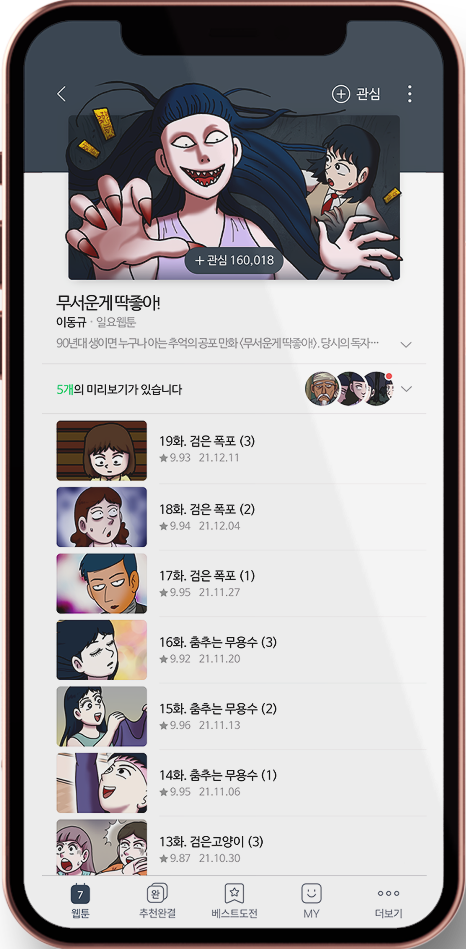 관심
+ 관심 160,018
무서운게 딱좋아!
이동규 · 일요웹툰
90년대 생이면 누구나 아는 추억의 공포 만화 <무서운게 딱좋아!>. 당시의 독자…
5개의 미리보기가 있습니다
19화. 검은 폭포 (3)
★9.93 21.12.11
18화. 검은 폭포 (2)
★9.94 21.12.04
17화. 검은 폭포 (1)
★9.95 21.11.27
16화. 춤추는 무용수 (3)
★9.92 21.11.20
15화. 춤추는 무용수 (2)
★9.96 21.11.13
14화. 춤추는 무용수 (1)
★9.95 21.11.06
13화. 검은고양이 (3)
★9.87 21.10.30
7 완
웹툰 추천완결 베스트도전 MY 더보기